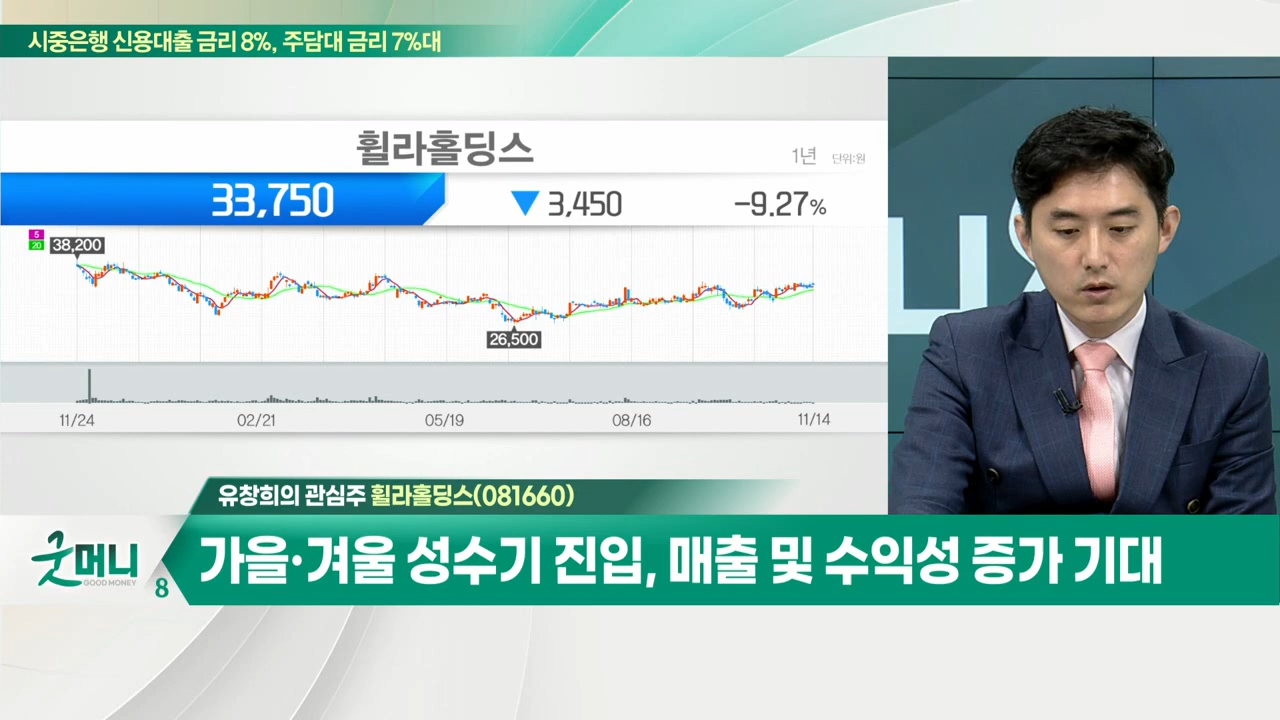 시중은행 신용대출 금리 8%, 주담대 금리 7%대
휠라홀딩스
1년 단위:원
33,750 ▼ 3,450 -9.27%
5
20
38,200
26,500
11/24 02/21 05/19 08/16 11/14
유창희의 관심주 휠라홀딩스(081660)
굿머니
GOOD MONEY
8
가을·겨울 성수기 진입, 매출 및 수익성 증가 기대